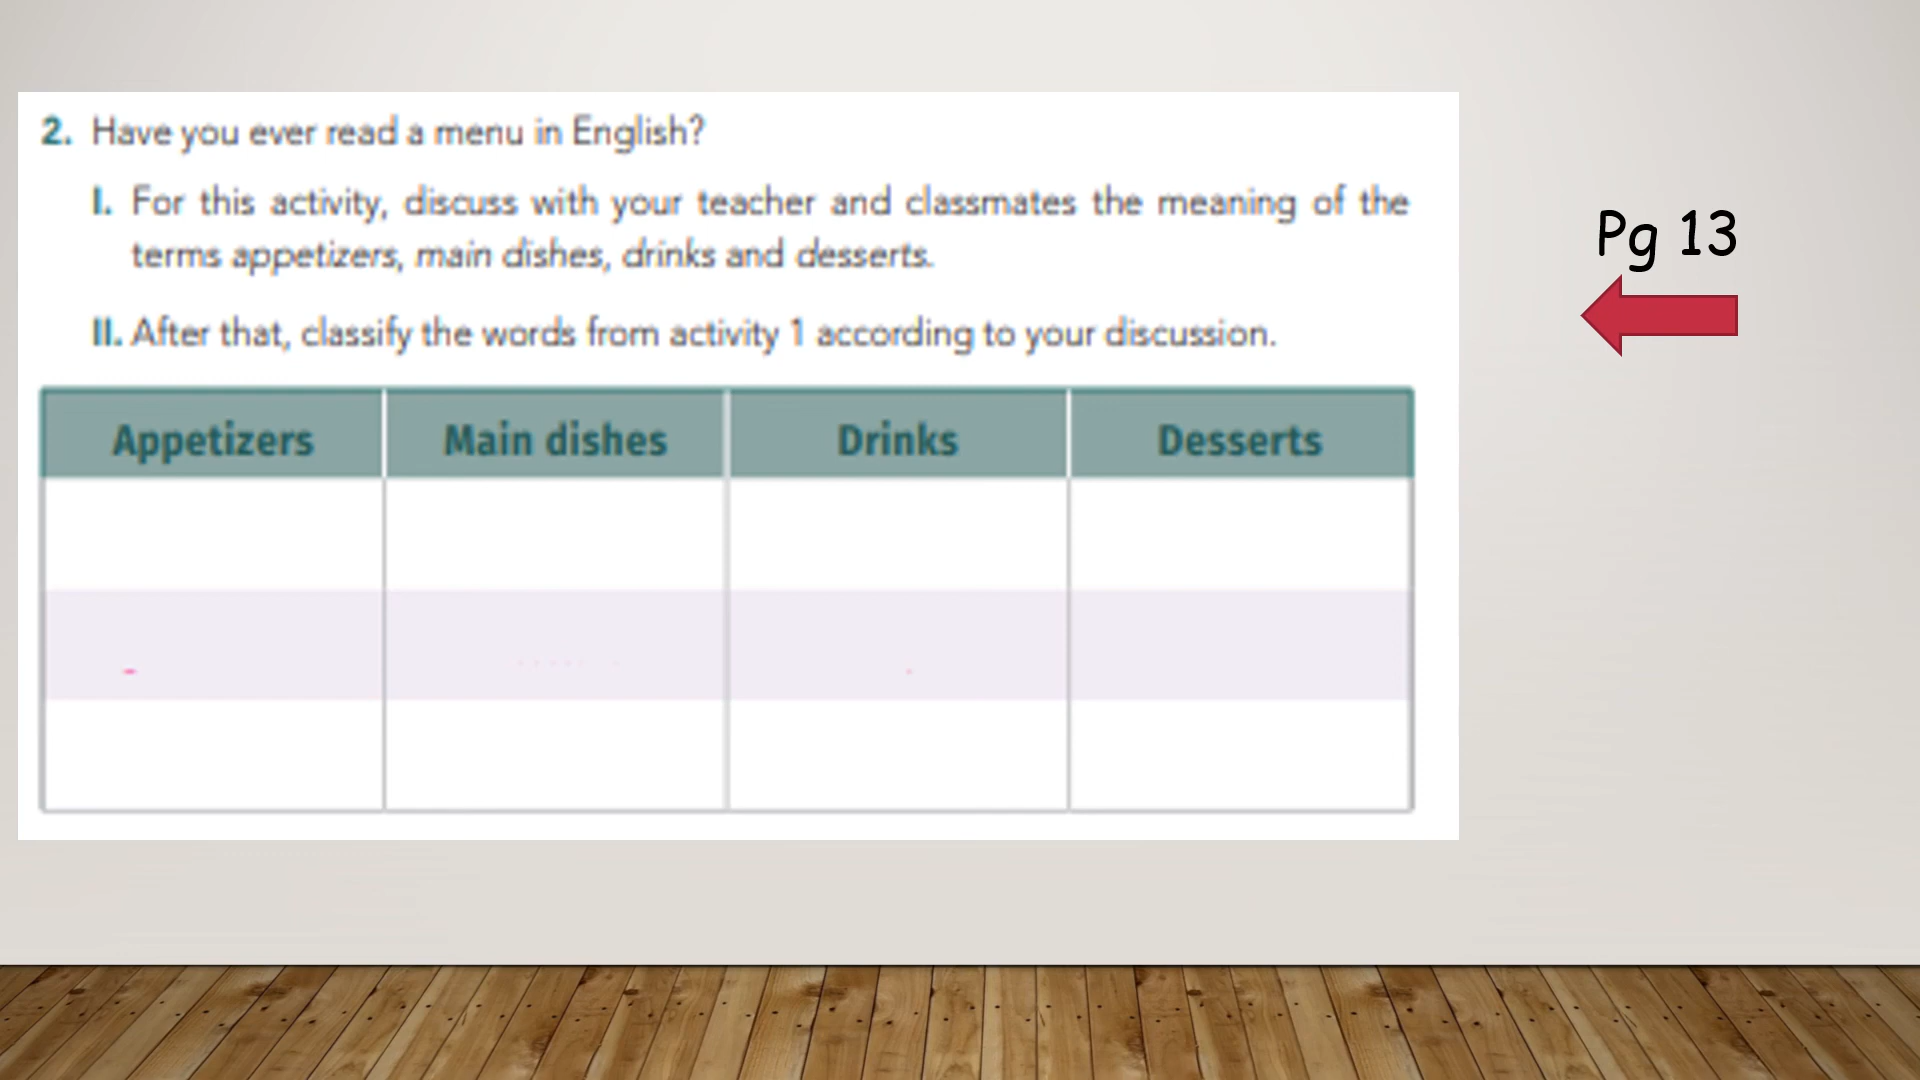 2. Have you ever read a menu in English?
I. For this activity, discuss with your teacher and classmates the meaning of the
terms appetizers, main dishes, drinks and desserts.
II. After that, classify the words from activity 1 according to your discussion.
Appetizers Main dishes Drinks Desserts
Pg 13